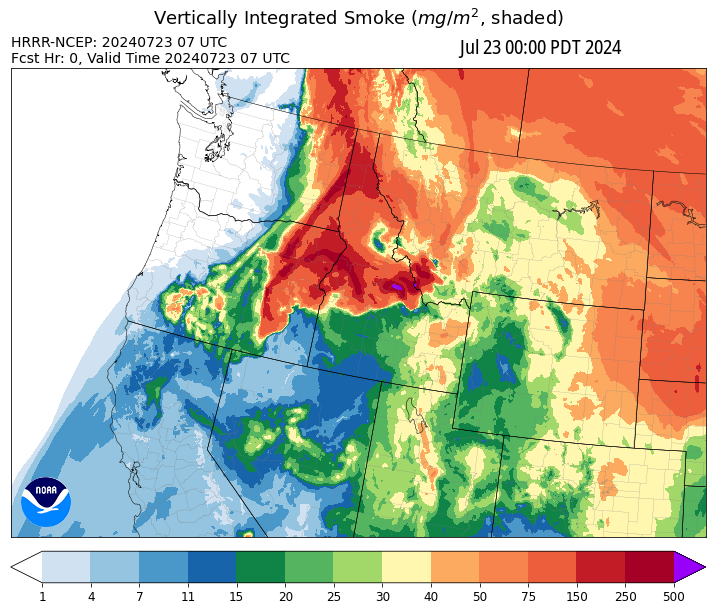 Vertically Integrated Smoke (mg/m², shaded)
HRRR-NCEP: 20240723 07 UTC
Fcst Hr: 0, Valid Time 20240723 07 UTC
Jul 23 00:00 PDT 2024
NOAA
1 4 7 11 15 20 25 30 40 50 75 150 250 500